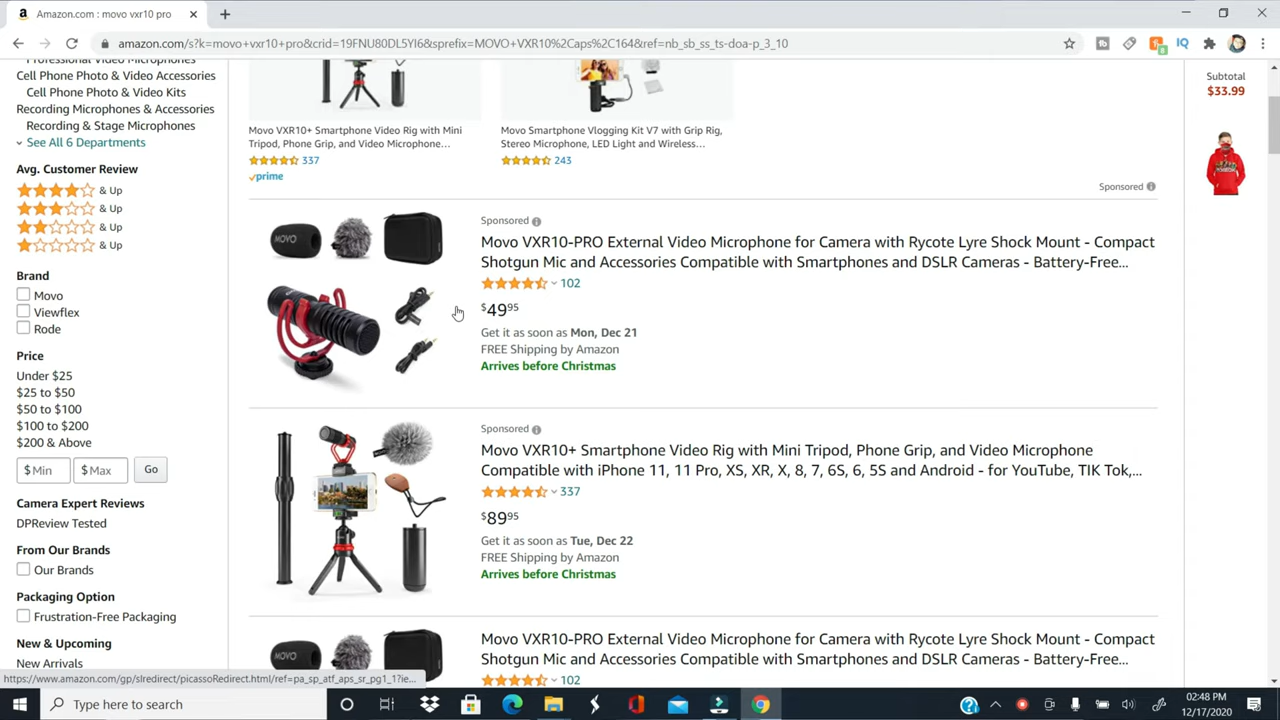 Amazon.com : movo vxr10 pro
amazon.com/s?k=movo+vxr10+pro&crid=19FNU80DL5YI6&sprefix=MOVO+VXR10%2Caps%2C164&ref=nb_sb_ss_ts-doa-p_3_10
Professional Video Microphones
Cell Phone Photo & Video Accessories
Cell Phone Photo & Video Kits
Recording Microphones & Accessories
Recording & Stage Microphones
See All 6 Departments
Avg. Customer Review
& Up
& Up
& Up
& Up
Brand
Movo
Viewflex
Rode
Price
Under $25
$25 to $50
$50 to $100
$100 to $200
$200 & Above
$ Min $ Max Go
Camera Expert Reviews
DPReview Tested
From Our Brands
Our Brands
Packaging Option
Frustration-Free Packaging
New & Upcoming
New Arrivals
Movo VXR10+ Smartphone Video Rig with Mini
Tripod, Phone Grip, and Video Microphone…
337
prime
Movo Smartphone Vlogging Kit V7 with Grip Rig,
Stereo Microphone, LED Light and Wireless…
243
Sponsored
Sponsored
Movo VXR10-PRO External Video Microphone for Camera with Rycote Lyre Shock Mount - Compact
Shotgun Mic and Accessories Compatible with Smartphones and DSLR Cameras - Battery-Free…
102
$49 95
Get it as soon as Mon, Dec 21
FREE Shipping by Amazon
Arrives before Christmas
MOVO
Sponsored
Movo VXR10+ Smartphone Video Rig with Mini Tripod, Phone Grip, and Video Microphone
Compatible with iPhone 11, 11 Pro, XS, XR, X, 8, 7, 6S, 6, 5S and Android - for YouTube, TIK Tok,…
337
$89 95
Get it as soon as Tue, Dec 22
FREE Shipping by Amazon
Arrives before Christmas
MOVO
Movo VXR10-PRO External Video Microphone for Camera with Rycote Lyre Shock Mount - Compact
Shotgun Mic and Accessories Compatible with Smartphones and DSLR Cameras - Battery-Free…
102
Subtotal
$33.99
https://www.amazon.com/gp/slredirect/picassoRedirect.html/ref=pa_sp_atf_aps_sr_pg1_1?ie...
Type here to search
02:48 PM
12/17/2020